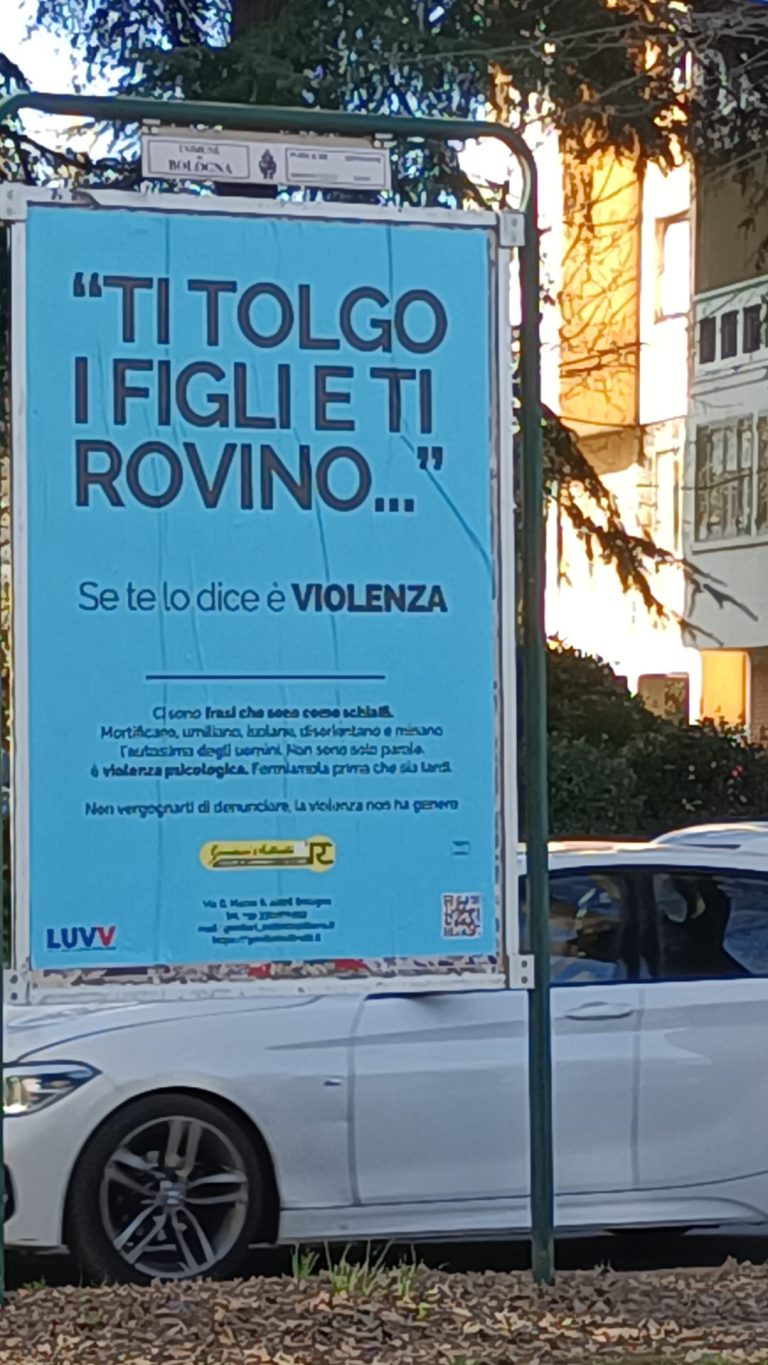 COMUNE
DI
BOLOGNA
“TI TOLGO
I FIGLI E TI
ROVINO...”
Se te lo dice è VIOLENZA
Ci sono frasi che sono come schiaffi.
Mortificano, umiliano, isolano, disorientano e minano
l'autostima degli uomini. Non sono solo parole.
è violenza psicologica. Fermiamola prima che sia tardi.
Non vergognarti di denunciare, la violenza non ha genere
LUVV